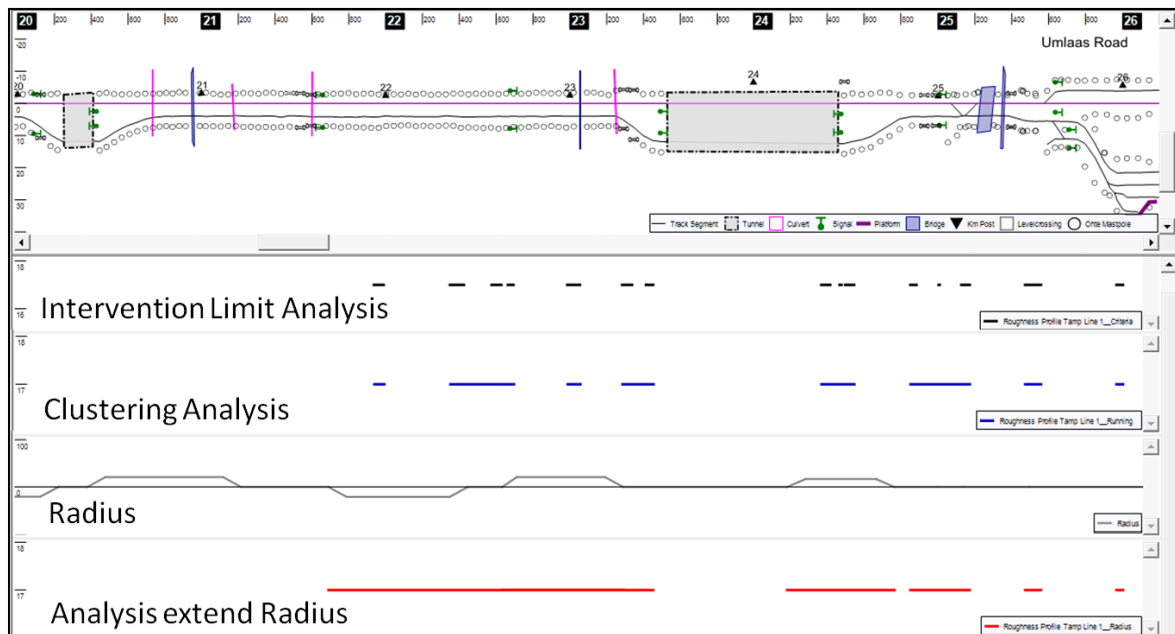 20 200 400 600 800 21 200 400 600 800 22 200 400 600 800 23 200 400 600 800 24 200 400 600 800 25 200 400 600 800 26
Umlaas Road
-20
-10
20 21 22 23 24 25 26
0
10
20
30
Track Segment Tunnel Culvert Signal Platform Bridge Km Post Levelcrossing Ohte Mastpole
18
Intervention Limit Analysis
16
Roughness Profile Tamp Line 1__Criteria
18
17
Clustering Analysis
Roughness Profile Tamp Line 1__Running
100
0
Radius
Radius
18
17
Analysis extend Radius
Roughness Profile Tamp Line 1__Radius